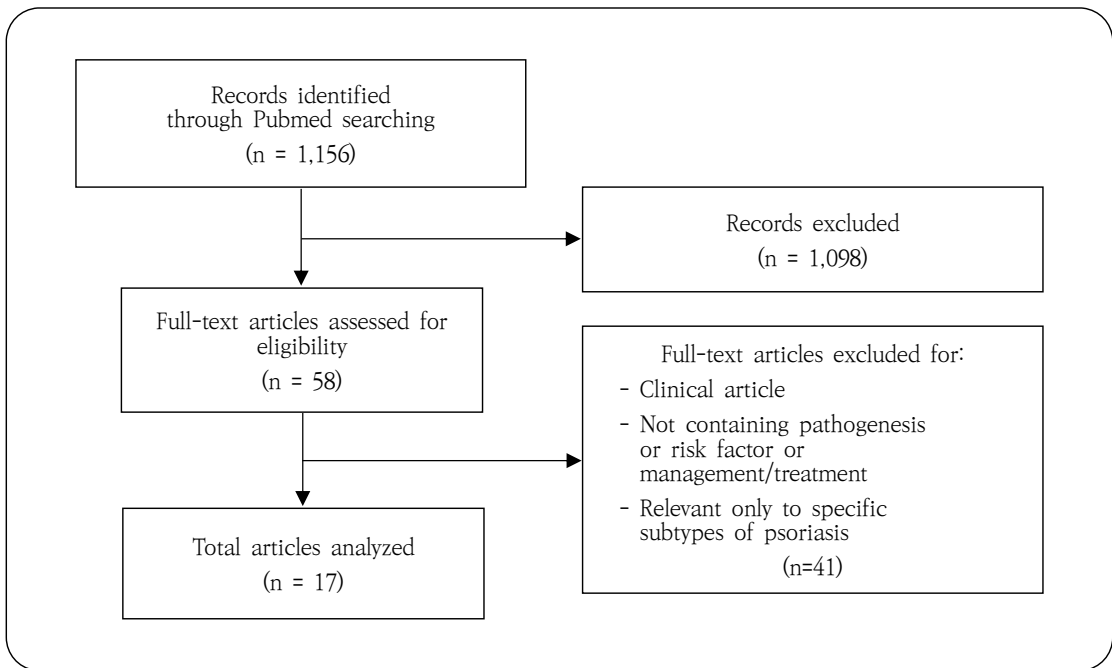 Records identified
through Pubmed searching
(n = 1,156)
Records excluded
(n = 1,098)
Full-text articles assessed for
eligibility
(n = 58)
Full-text articles excluded for:
- Clinical article
- Not containing pathogenesis
or risk factor or
management/treatment
- Relevant only to specific
subtypes of psoriasis
(n=41)
Total articles analyzed
(n = 17)